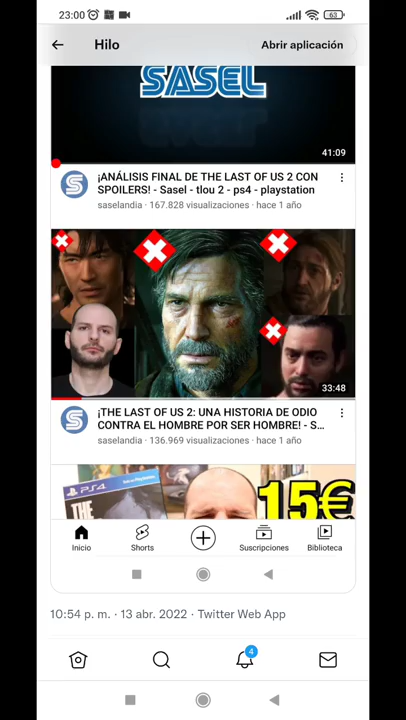 23:00
63
Hilo
Abrir aplicación
SASEL
41:09
¡ANÁLISIS FINAL DE THE LAST OF US 2 CON
SPOILERS! - Sasel - tlou 2 - ps4 - playstation
saselandia · 167.828 visualizaciones · hace 1 año
33:48
¡THE LAST OF US 2: UNA HISTORIA DE ODIO
CONTRA EL HOMBRE POR SER HOMBRE! - S...
saselandia · 136.969 visualizaciones · hace 1 año
PS4
THE
15€
Inicio
Shorts
Suscripciones
Biblioteca
10:54 p. m. · 13 abr. 2022 · Twitter Web App
4